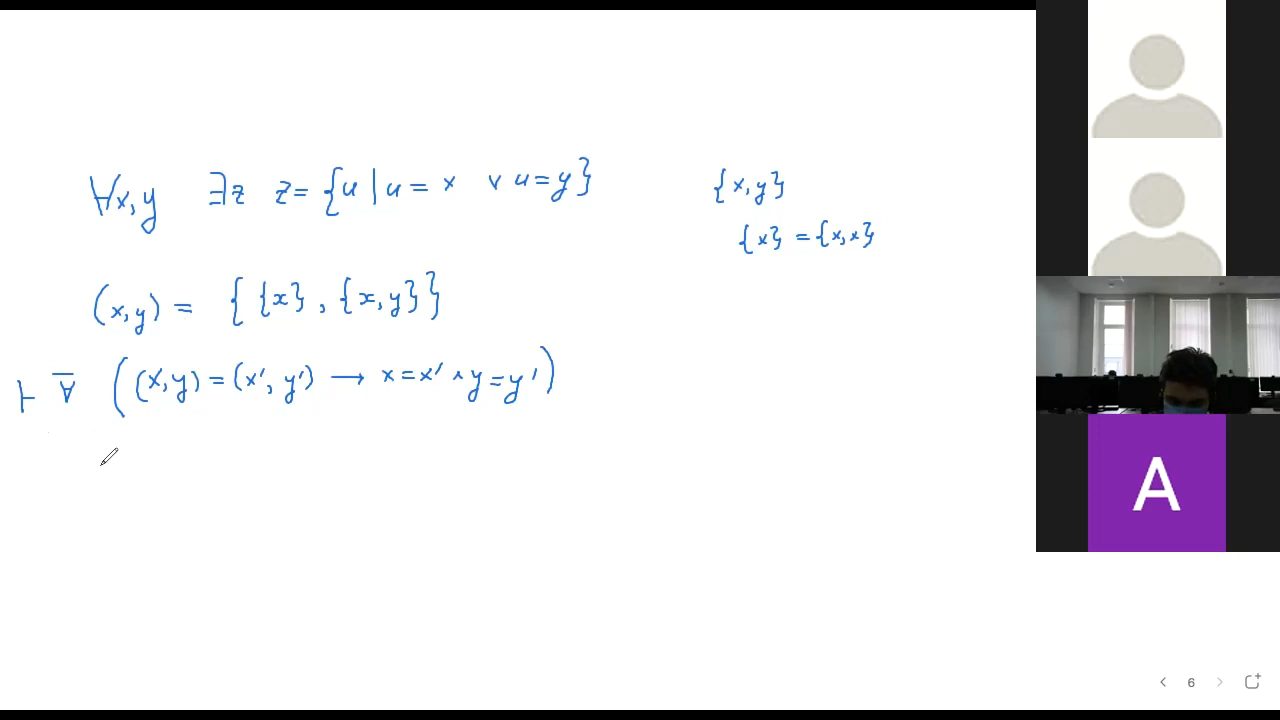 ∀x,y ∃z z = {u | u = x ∨ u = y}
{x, y}
{x} = {x, x}
(x,y) = { {x}, {x, y} }
⊢ ∀̅ ((x,y) = (x', y') → x = x' ∧ y = y')
A
6